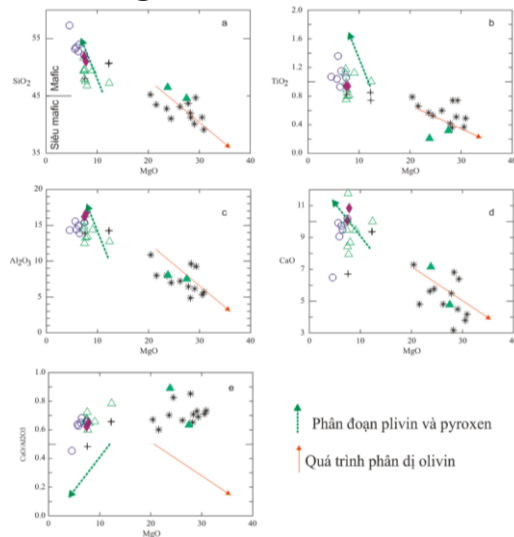 a
55
Mafic
SiO₂
45
Siêu mafic
35
0 10 20 30 40
MgO
b
1.8
1.2
TiO₂
0.6
0.0
0 10 20 30 40
MgO
c
20
15
Al₂O₃
10
5
0
0 10 20 30 40
MgO
d
11
9
CaO
7
5
3
0 10 20 30 40
MgO
e
1.0
0.8
0.6
CaO/Al2O3
0.4
0.2
0.0
0 10 20 30 40
MgO
Phân đoạn plivin và pyroxen
Quá trình phân dị olivin